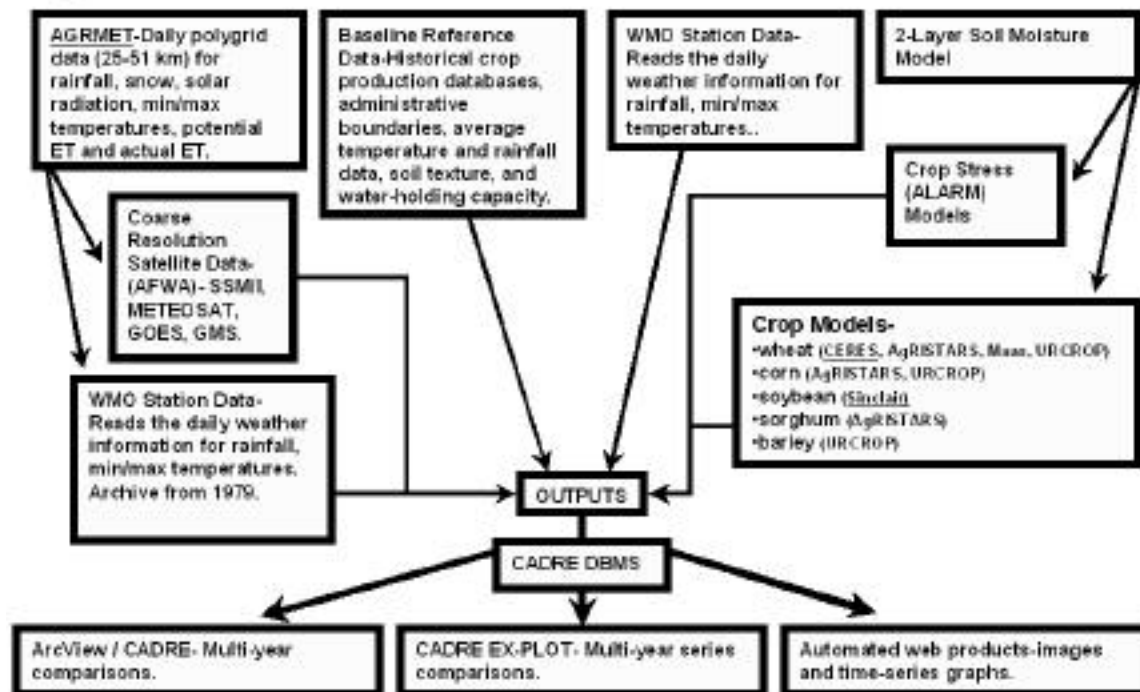 AGRMET-Daily polygrid
data (25-51 km) for
rainfall, snow, solar
radiation, min/max
temperatures, potential
ET and actual ET.
Baseline Reference
Data-Historical crop
production databases,
administrative
boundaries, average
temperature and rainfall
data, soil texture, and
water-holding capacity.
WMO Station Data-
Reads the daily
weather information for
rainfall, min/max
temperatures..
2-Layer Soil Moisture
Model
Crop Stress
(ALARM)
Models
Coarse
Resolution
Satellite Data-
(AFWA)- SSMII,
METEOSAT,
GOES, GMS.
Crop Models-
•wheat (CERES, AgRISTARS, Maas, URCROP)
•corn (AgRISTARS, URCROP)
•soybean (Sinclair)
•sorghum (AgRISTARS)
•barley (URCROP)
WMO Station Data-
Reads the daily weather
information for rainfall,
min/max temperatures.
Archive from 1979.
OUTPUTS
CADRE DBMS
ArcView / CADRE- Multi-year
comparisons.
CADRE EX-PLOT- Multi-year series
comparisons.
Automated web products-images
and time-series graphs.